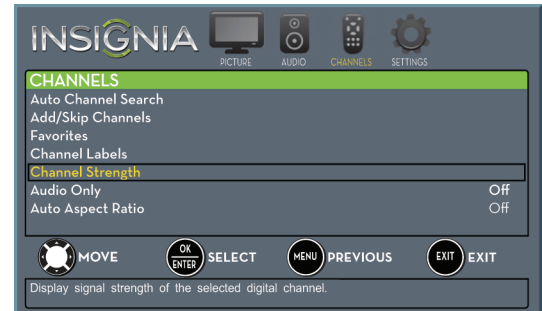 INSIGNIA
PICTURE AUDIO CHANNELS SETTINGS
CHANNELS
Auto Channel Search
Add/Skip Channels
Favorites
Channel Labels
Channel Strength
Audio Only Off
Auto Aspect Ratio Off
MOVE OK ENTER SELECT MENU PREVIOUS EXIT EXIT
Display signal strength of the selected digital channel.